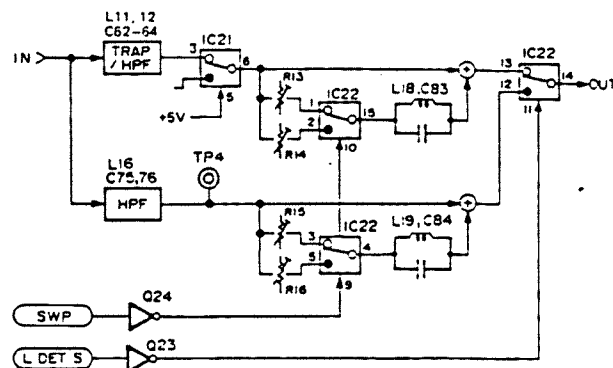 L11, 12
C62-64
IN
TRAP
/ HPF
3
IC21
6
5
+5V
R13
R14
IC22
1
2
15
10
L18, C83
+
13
12
IC22
14
OUT
11
L16
C75,76
HPF
TP4
R15
R16
IC22
3
5
4
9
L19, C84
+
SWP
Q24
L DET S
Q23